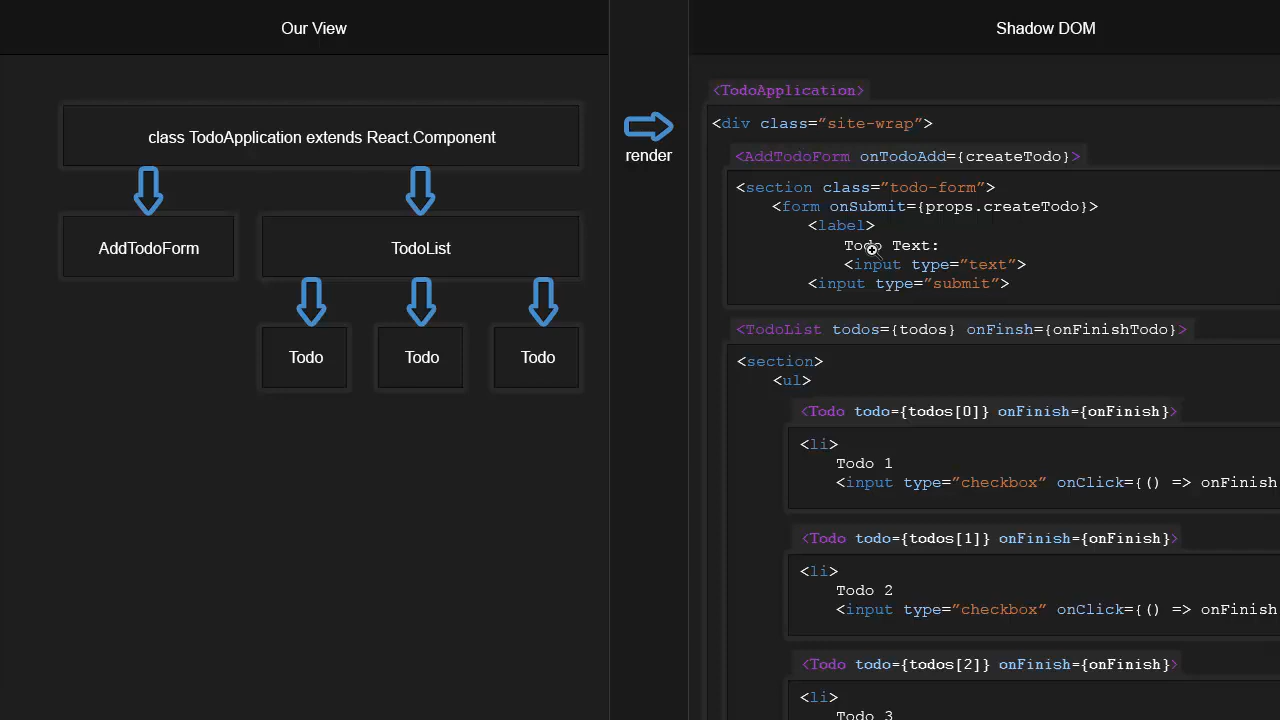 Our View
class TodoApplication extends React.Component
AddTodoForm
TodoList
Todo
Todo
Todo
render
Shadow DOM
<TodoApplication>
<div class=”site-wrap”>
<AddTodoForm onTodoAdd={createTodo}>
<section class=”todo-form”>
<form onSubmit={props.createTodo}>
<label>
Todo Text:
<input type=”text”>
<input type=”submit”>
<TodoList todos={todos} onFinsh={onFinishTodo}>
<section>
<ul>
<Todo todo={todos[0]} onFinish={onFinish}>
<li>
Todo 1
<input type=”checkbox” onClick={() => onFinish
<Todo todo={todos[1]} onFinish={onFinish}>
<li>
Todo 2
<input type=”checkbox” onClick={() => onFinish
<Todo todo={todos[2]} onFinish={onFinish}>
<li>
Todo 3